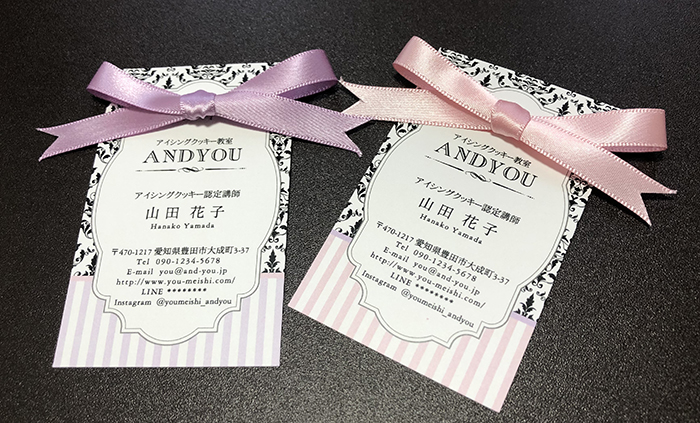 アイシングクッキー教室
ANDYOU
アイシングクッキー認定講師
山田 花子
Hanako Yamada
〒470-1217 愛知県豊田市大成町3-37
Tel 090-1234-5678
E-mail you@and-you.jp
http://www.you-meishi.com/
LINE ********
Instagram @youmeishi_andyou
アイシングクッキー教室
ANDYOU
アイシングクッキー認定講師
山田 花子
Hanako Yamada
〒470-1217 愛知県豊田市大成町3-37
Tel 090-1234-5678
E-mail you@and-you.jp
http://www.you-meishi.com/
LINE ********
Instagram @youmeishi_andyou